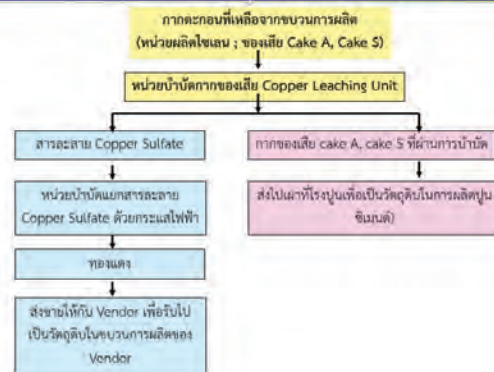 กากตะกอนที่เหลือจากขบวนการผลิต
(หน่วยผลิตไซเลน ; ของเสีย Cake A, Cake S)
หน่วยบำบัดกากของเสีย Copper Leaching Unit
สารละลาย Copper Sulfate
กากของเสีย cake A, cake S ที่ผ่านการบำบัด
หน่วยบำบัดแยกสารละลาย
Copper Sulfate ด้วยกระแสไฟฟ้า
ส่งไปเผาที่โรงปูนเพื่อเป็นวัตถุดิบในการผลิตปูน
ซิเมนต์)
ทองแดง
ส่งขายให้กับ Vendor เพื่อรับไป
เป็นวัตถุดิบในขบวนการผลิตของ
Vendor